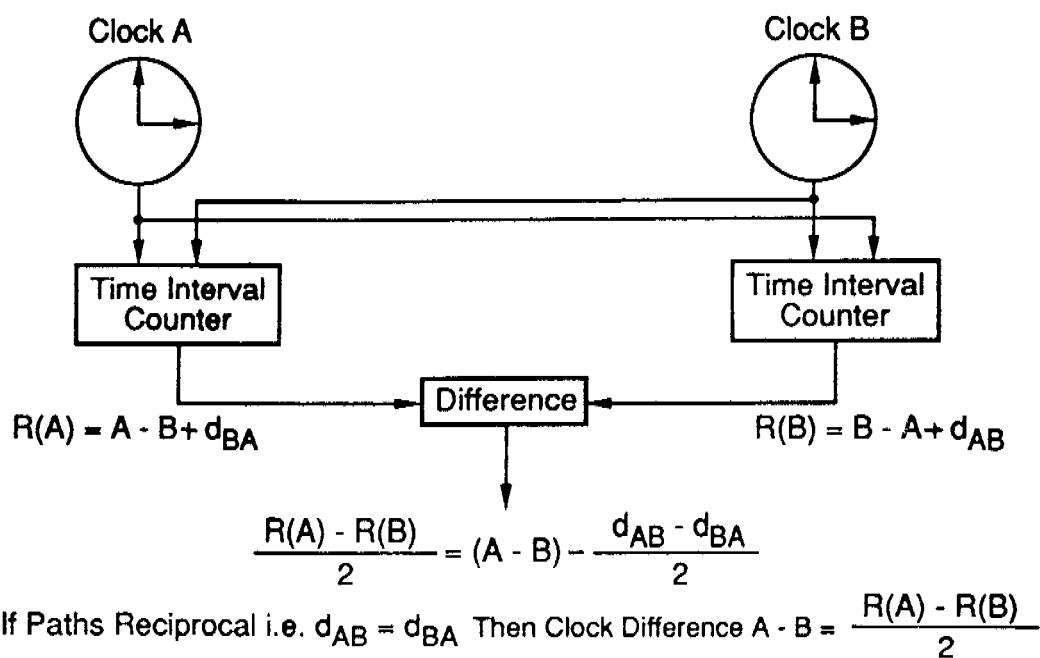 Clock A
Clock B
Time Interval
Counter
Time Interval
Counter
Difference
R(A) = A - B + d_BA
R(B) = B - A + d_AB
R(A) - R(B) / 2 = (A - B) - d_AB - d_BA / 2
If Paths Reciprocal i.e. d_AB = d_BA Then Clock Difference A - B = R(A) - R(B) / 2